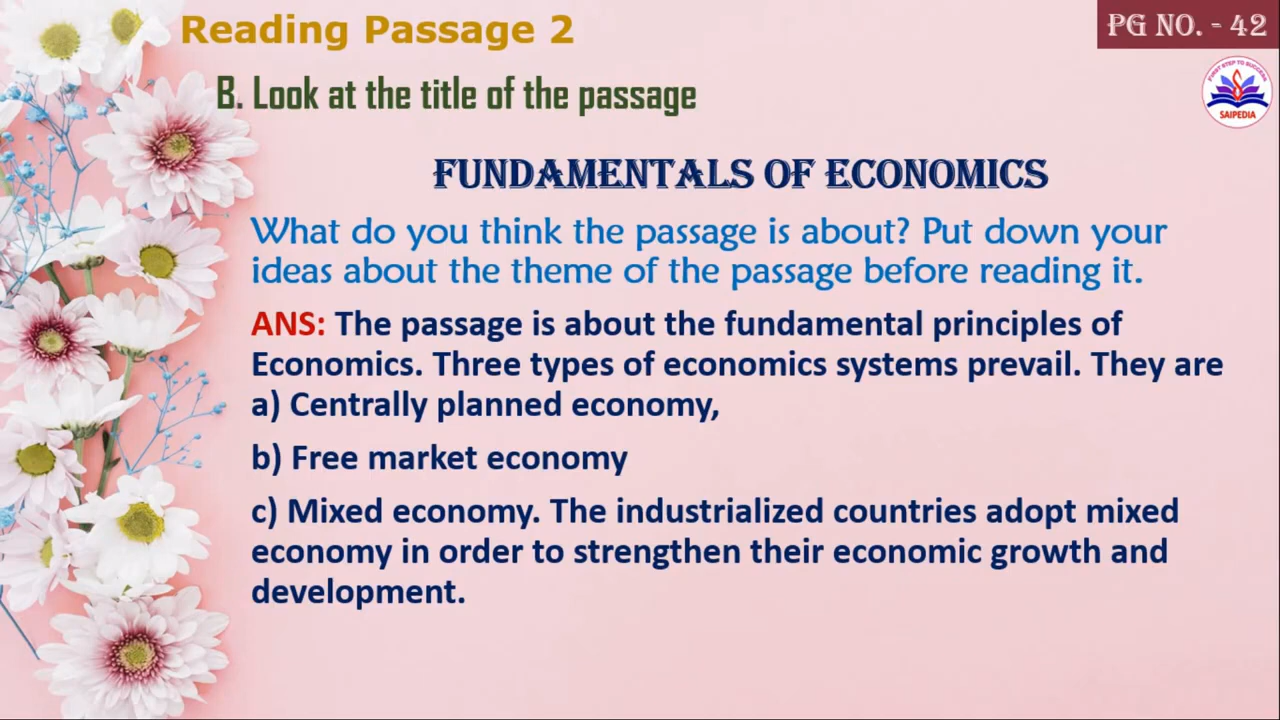 Reading Passage 2
PG NO. - 42
B. Look at the title of the passage
FIRST STEP TO SUCCESS
SAIPEDIA
FUNDAMENTALS OF ECONOMICS
What do you think the passage is about? Put down your
ideas about the theme of the passage before reading it.
ANS: The passage is about the fundamental principles of
Economics. Three types of economics systems prevail. They are
a) Centrally planned economy,
b) Free market economy
c) Mixed economy. The industrialized countries adopt mixed
economy in order to strengthen their economic growth and
development.